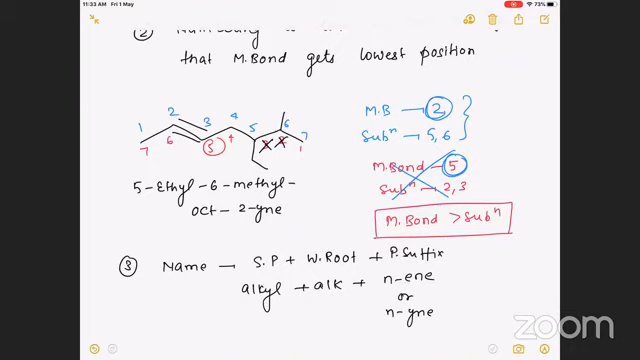 11:33 AM Fri 1 May
73%
②
that M.Bond gets lowest position
1 2 3 4 5 6 7
7 6 5 4 1
M.B → 2
Subⁿ → 5, 6
M.Bond - 5
Subⁿ → 2, 3
M.Bond > Subⁿ
5-Ethyl-6-methyl-
oct-2-yne
③ Name → S.P + W.Root + P.Suffix
alkyl + alk + n-ene
or
n-yne
zoom